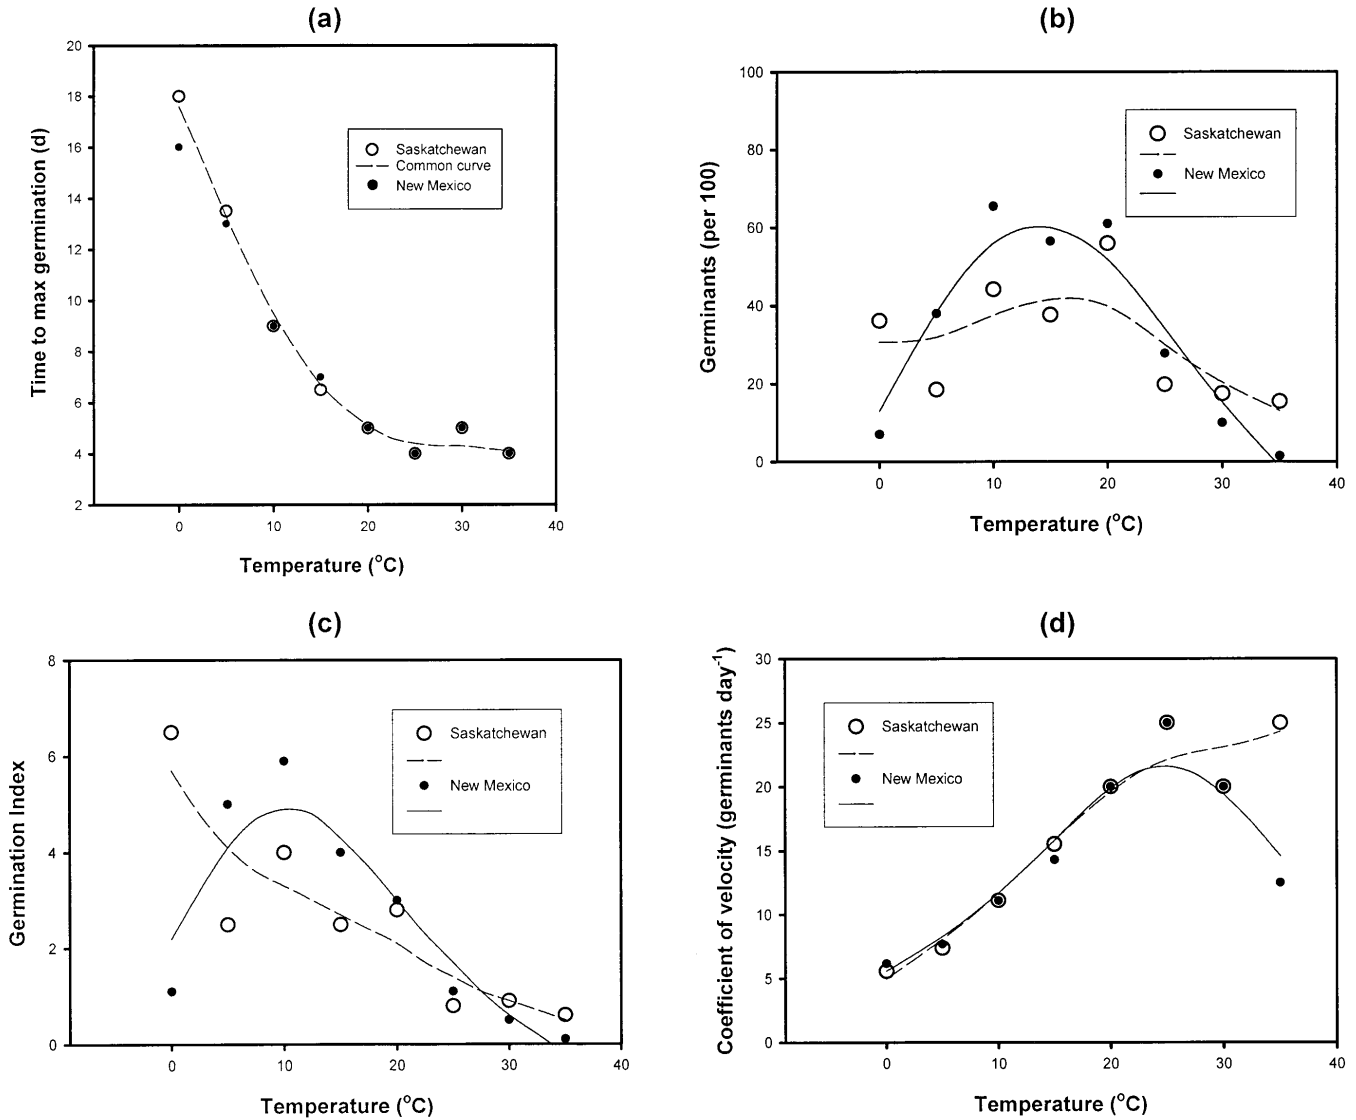 (a)
20
18
16
14
12
10
8
6
4
2
Time to max germination (d)
Saskatchewan
Common curve
New Mexico
0
10
20
30
40
Temperature (°C)
(b)
100
80
60
40
20
0
Germinants (per 100)
Saskatchewan
New Mexico
0
10
20
30
40
Temperature (°C)
(c)
8
6
4
2
0
Germination Index
Saskatchewan
New Mexico
0
10
20
30
40
Temperature (°C)
(d)
30
25
20
15
10
5
0
Coefficient of velocity (germinants day⁻¹)
Saskatchewan
New Mexico
0
10
20
30
40
Temperature (°C)